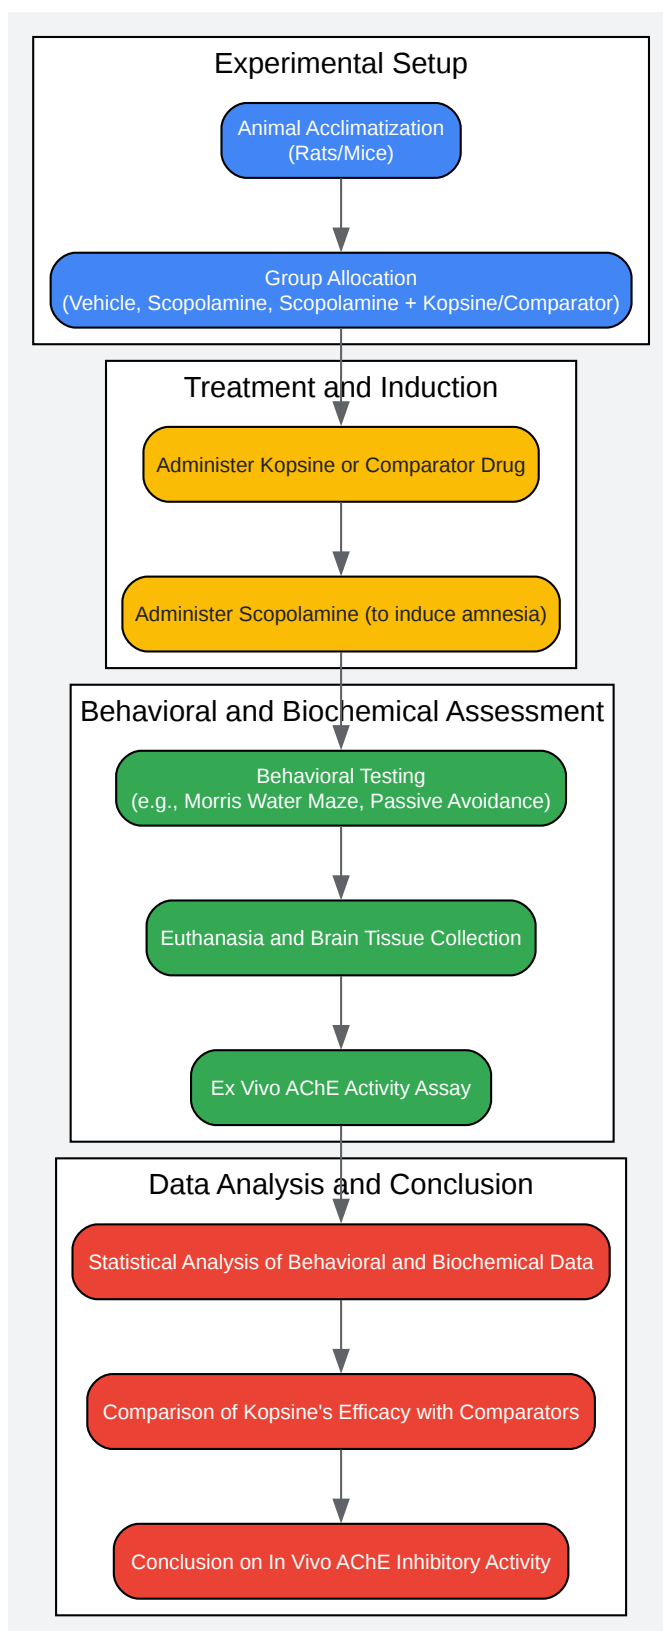 Experimental Setup
Animal Acclimatization
(Rats/Mice)
Group Allocation
(Vehicle, Scopolamine, Scopolamine + Kopsine/Comparator)
Treatment and Induction
Administer Kopsine or Comparator Drug
Administer Scopolamine (to induce amnesia)
Behavioral and Biochemical Assessment
Behavioral Testing
(e.g., Morris Water Maze, Passive Avoidance)
Euthanasia and Brain Tissue Collection
Ex Vivo AChE Activity Assay
Data Analysis and Conclusion
Statistical Analysis of Behavioral and Biochemical Data
Comparison of Kopsine's Efficacy with Comparators
Conclusion on In Vivo AChE Inhibitory Activity